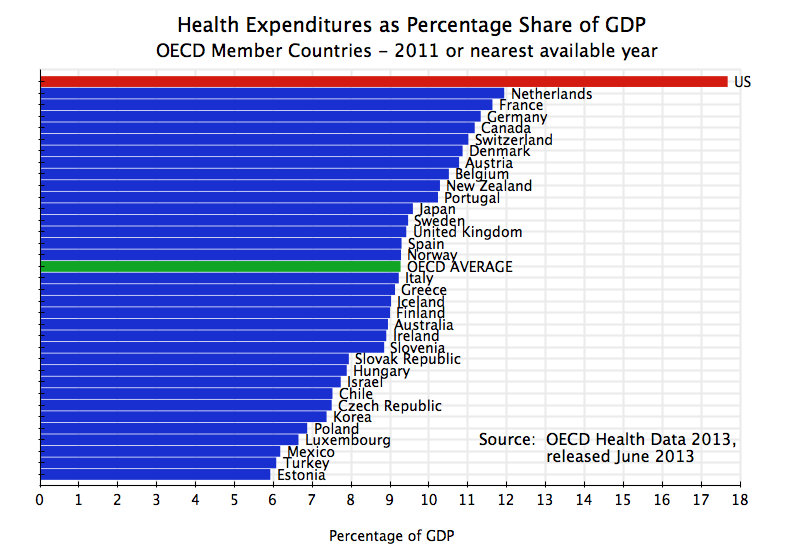 Health Expenditures as Percentage Share of GDP
OECD Member Countries – 2011 or nearest available year
US
Netherlands
France
Germany
Canada
Switzerland
Denmark
Austria
Belgium
New Zealand
Portugal
Japan
Sweden
United Kingdom
Spain
Norway
OECD AVERAGE
Italy
Greece
Iceland
Finland
Australia
Ireland
Slovenia
Slovak Republic
Hungary
Israel
Chile
Czech Republic
Korea
Poland
Luxembourg
Mexico
Turkey
Estonia
Source: OECD Health Data 2013,
released June 2013
0 1 2 3 4 5 6 7 8 9 10 11 12 13 14 15 16 17 18
Percentage of GDP